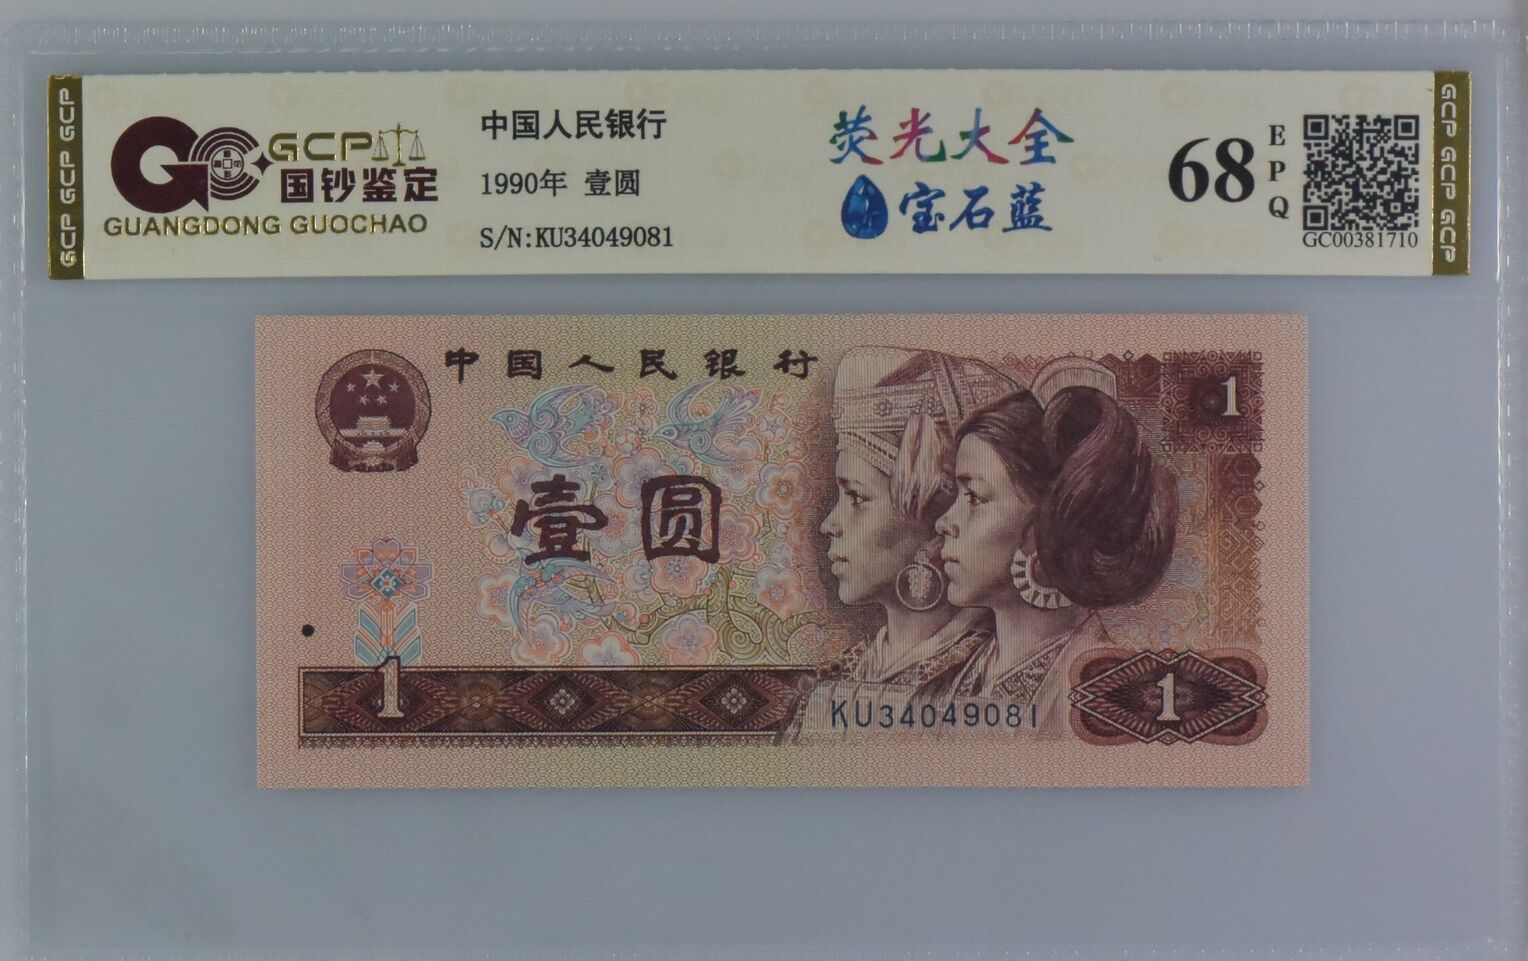 GCP GCP GCP
GCP
国钞鉴定
GUANGDONG GUOCHAO
中国人民银行
1990年 壹圆
S/N:KU34049081
荧光大全
宝石蓝
68
EPQ
GC00381710
GCP GCP GCP
中国人民银行
1
壹圆
1
KU34049081
1